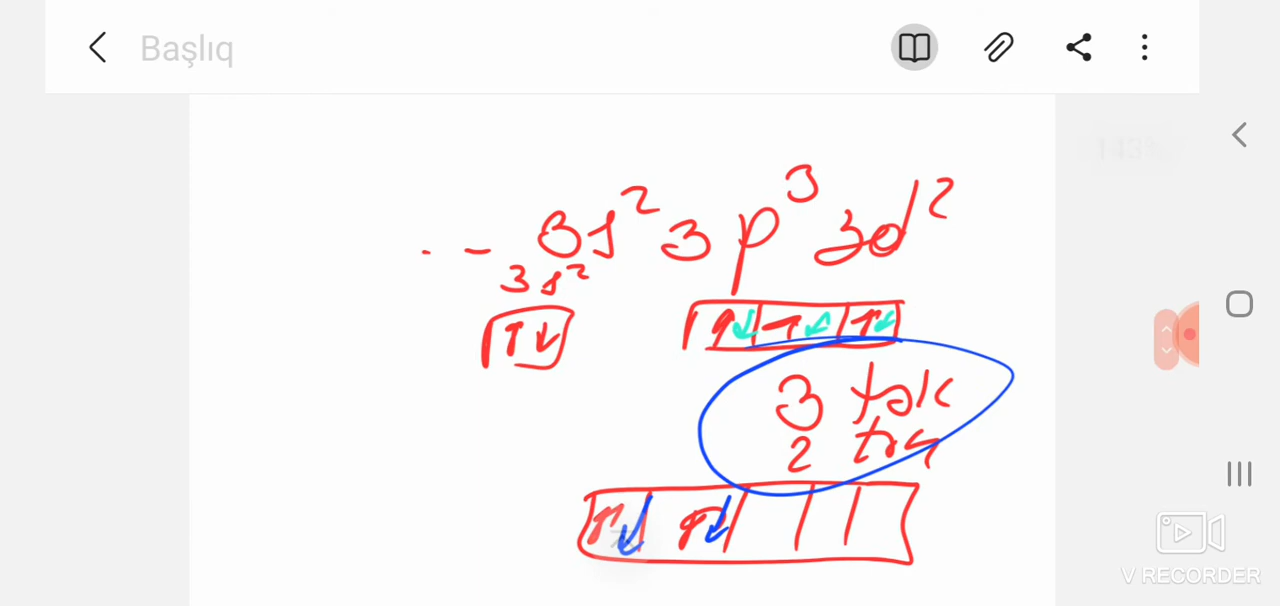 Başlıq
.. - 3s² 3p³ 3d²
3s²
↑↓ ↑↓ ↑↓ ↑↓
3 tək
2 tək
↑↓ ↑↓
V RECORDER